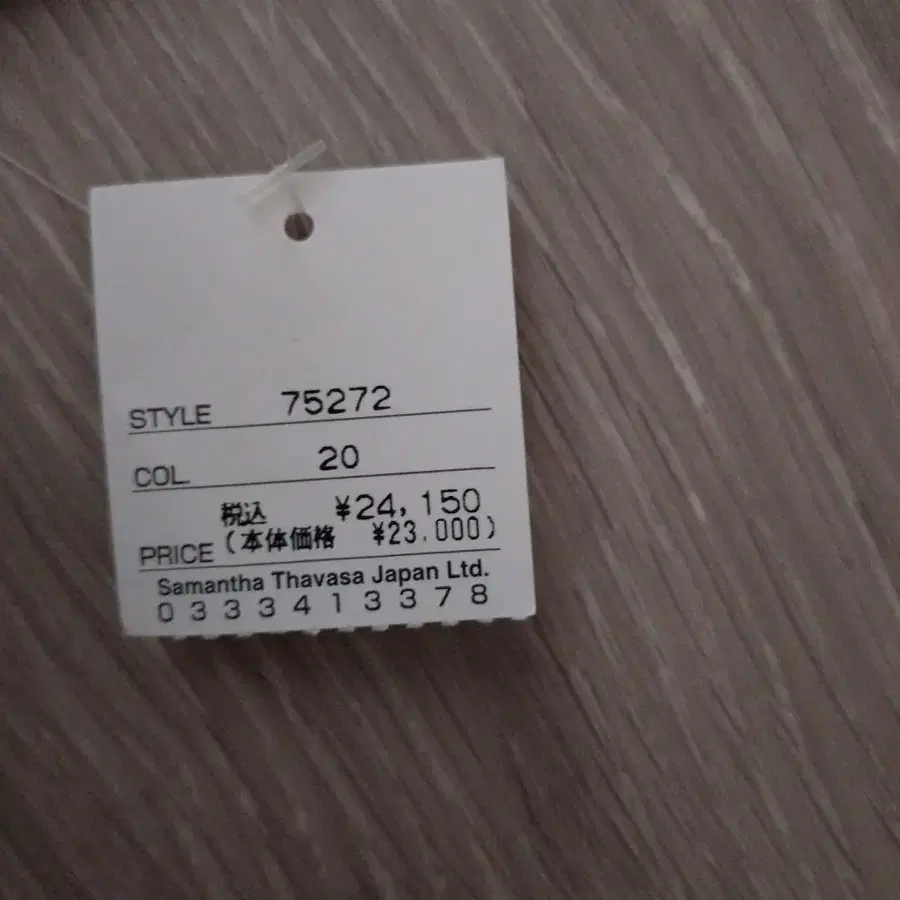 STYLE 75272
COL. 20
税込 ¥24,150
PRICE (本体価格 ¥23.000)
Samantha Thavasa Japan Ltd.
0333413378